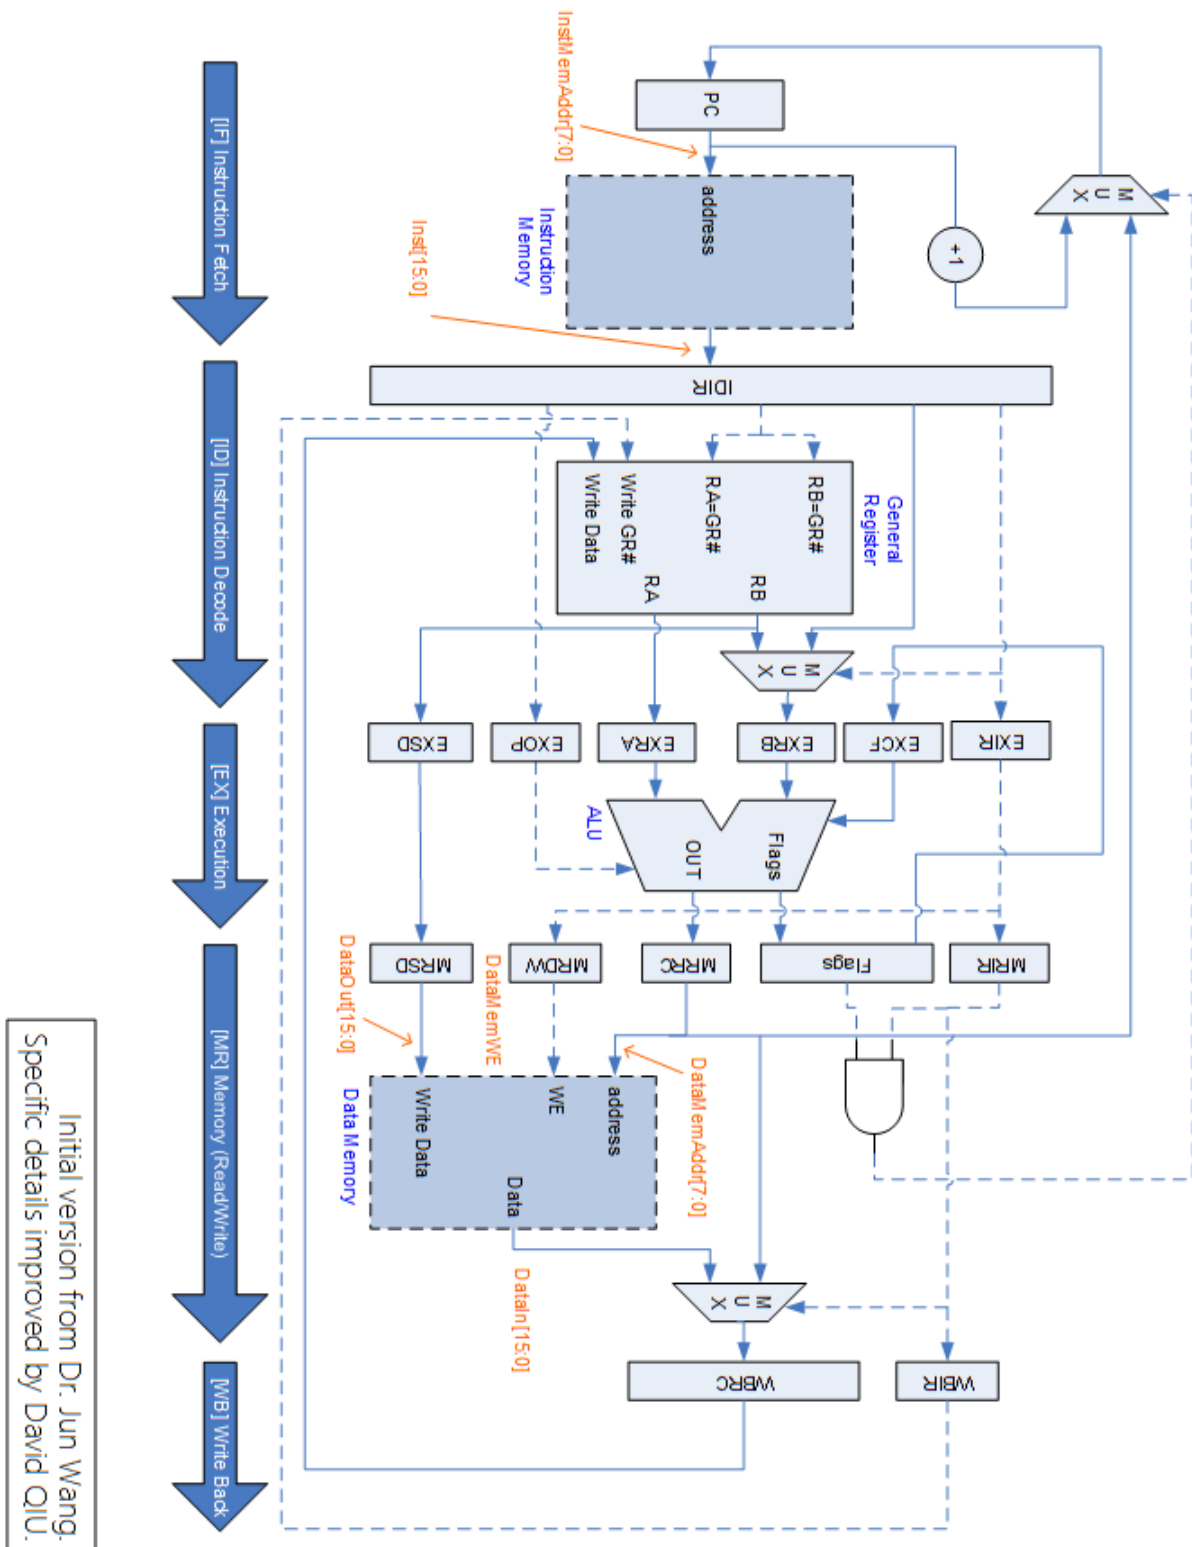 M
U
X
PC
InstMemAddr[7:0]
address
+1
Instruction
Memory
Inst[15:0]
IDIR
[IF] Instruction Fetch
General
Register
RB=GR#
RA=GR#
Write GR#
Write Data
RB
RA
M
U
X
[ID] Instruction Decode
EXSD
EXOP
EXRA
EXRB
EXCF
EXIR
ALU
Flags
OUT
[EX] Execution
MRSD
MRDW
MRRC
Flags
MRIR
DataOut[15:0]
DataMemWE
DataMemAddr[7:0]
address
WE
Write Data
Data
Data Memory
DataIn[15:0]
M
U
X
[MR] Memory (Read/Write)
WBRC
WBIR
[WB] Write Back
Initial version from Dr. Jun Wang.
Specific details improved by David QIU.